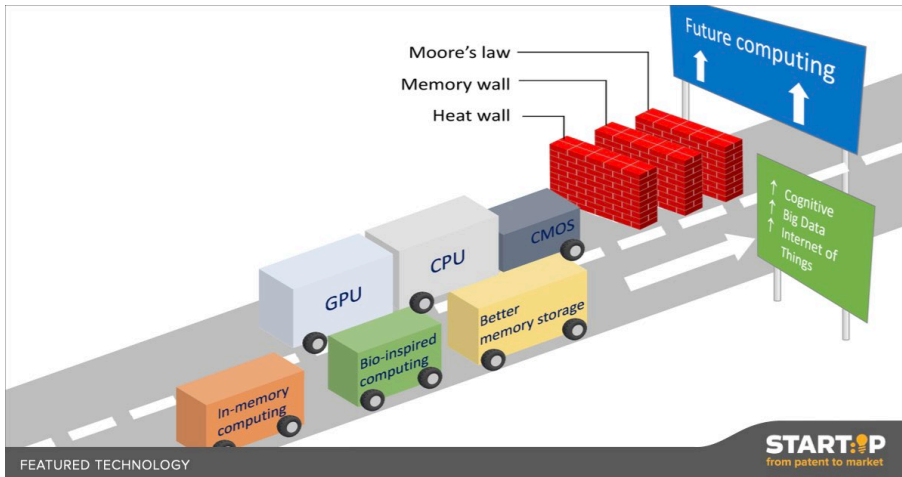 Moore's law
Memory wall
Heat wall
Future computing
↑ Cognitive
↑ Big Data
↑ Internet of
Things
CMOS
CPU
GPU
Better
memory storage
Bio-inspired
computing
In-memory
computing
FEATURED TECHNOLOGY
STARTUP
from patent to market